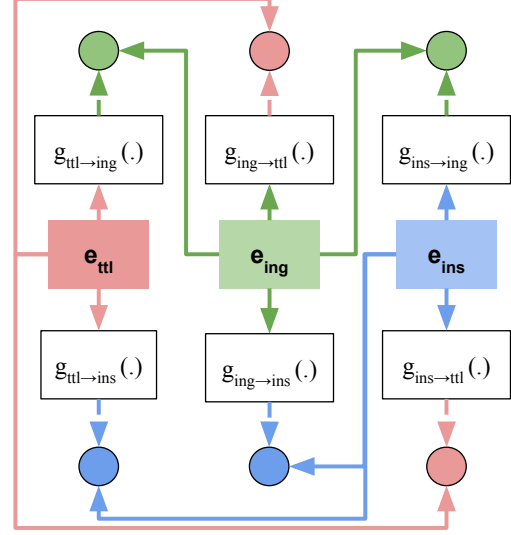 g_ttl→ing(.) g_ing→ttl(.) g_ins→ing(.)
e_ttl e_ing e_ins
g_ttl→ins(.) g_ing→ins(.) g_ins→ttl(.)